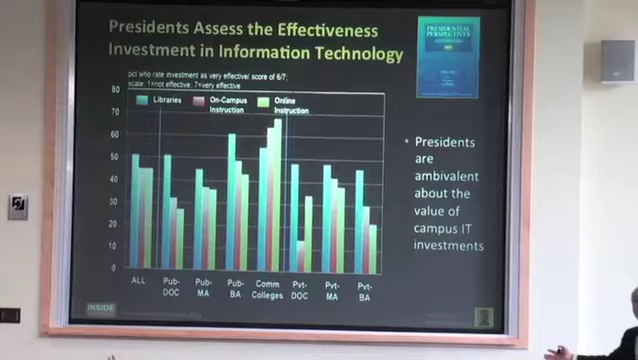 Presidents Assess the Effectiveness
Investment in Information Technology
PRESIDENTIAL
PERSPECTIVES
pct who rate investment as very effective/ score of 6/7;
scale: 1=not effective; 7=very effective
Libraries
On-Campus
Instruction
Online
Instruction
80
70
60
50
40
30
20
10
0
ALL
Pub-
DOC
Pub-
MA
Pub-
BA
Comm
Colleges
Pvt-
DOC
Pvt-
MA
Pvt-
BA
• Presidents
are
ambivalent
about the
value of
campus IT
investments
INSIDE